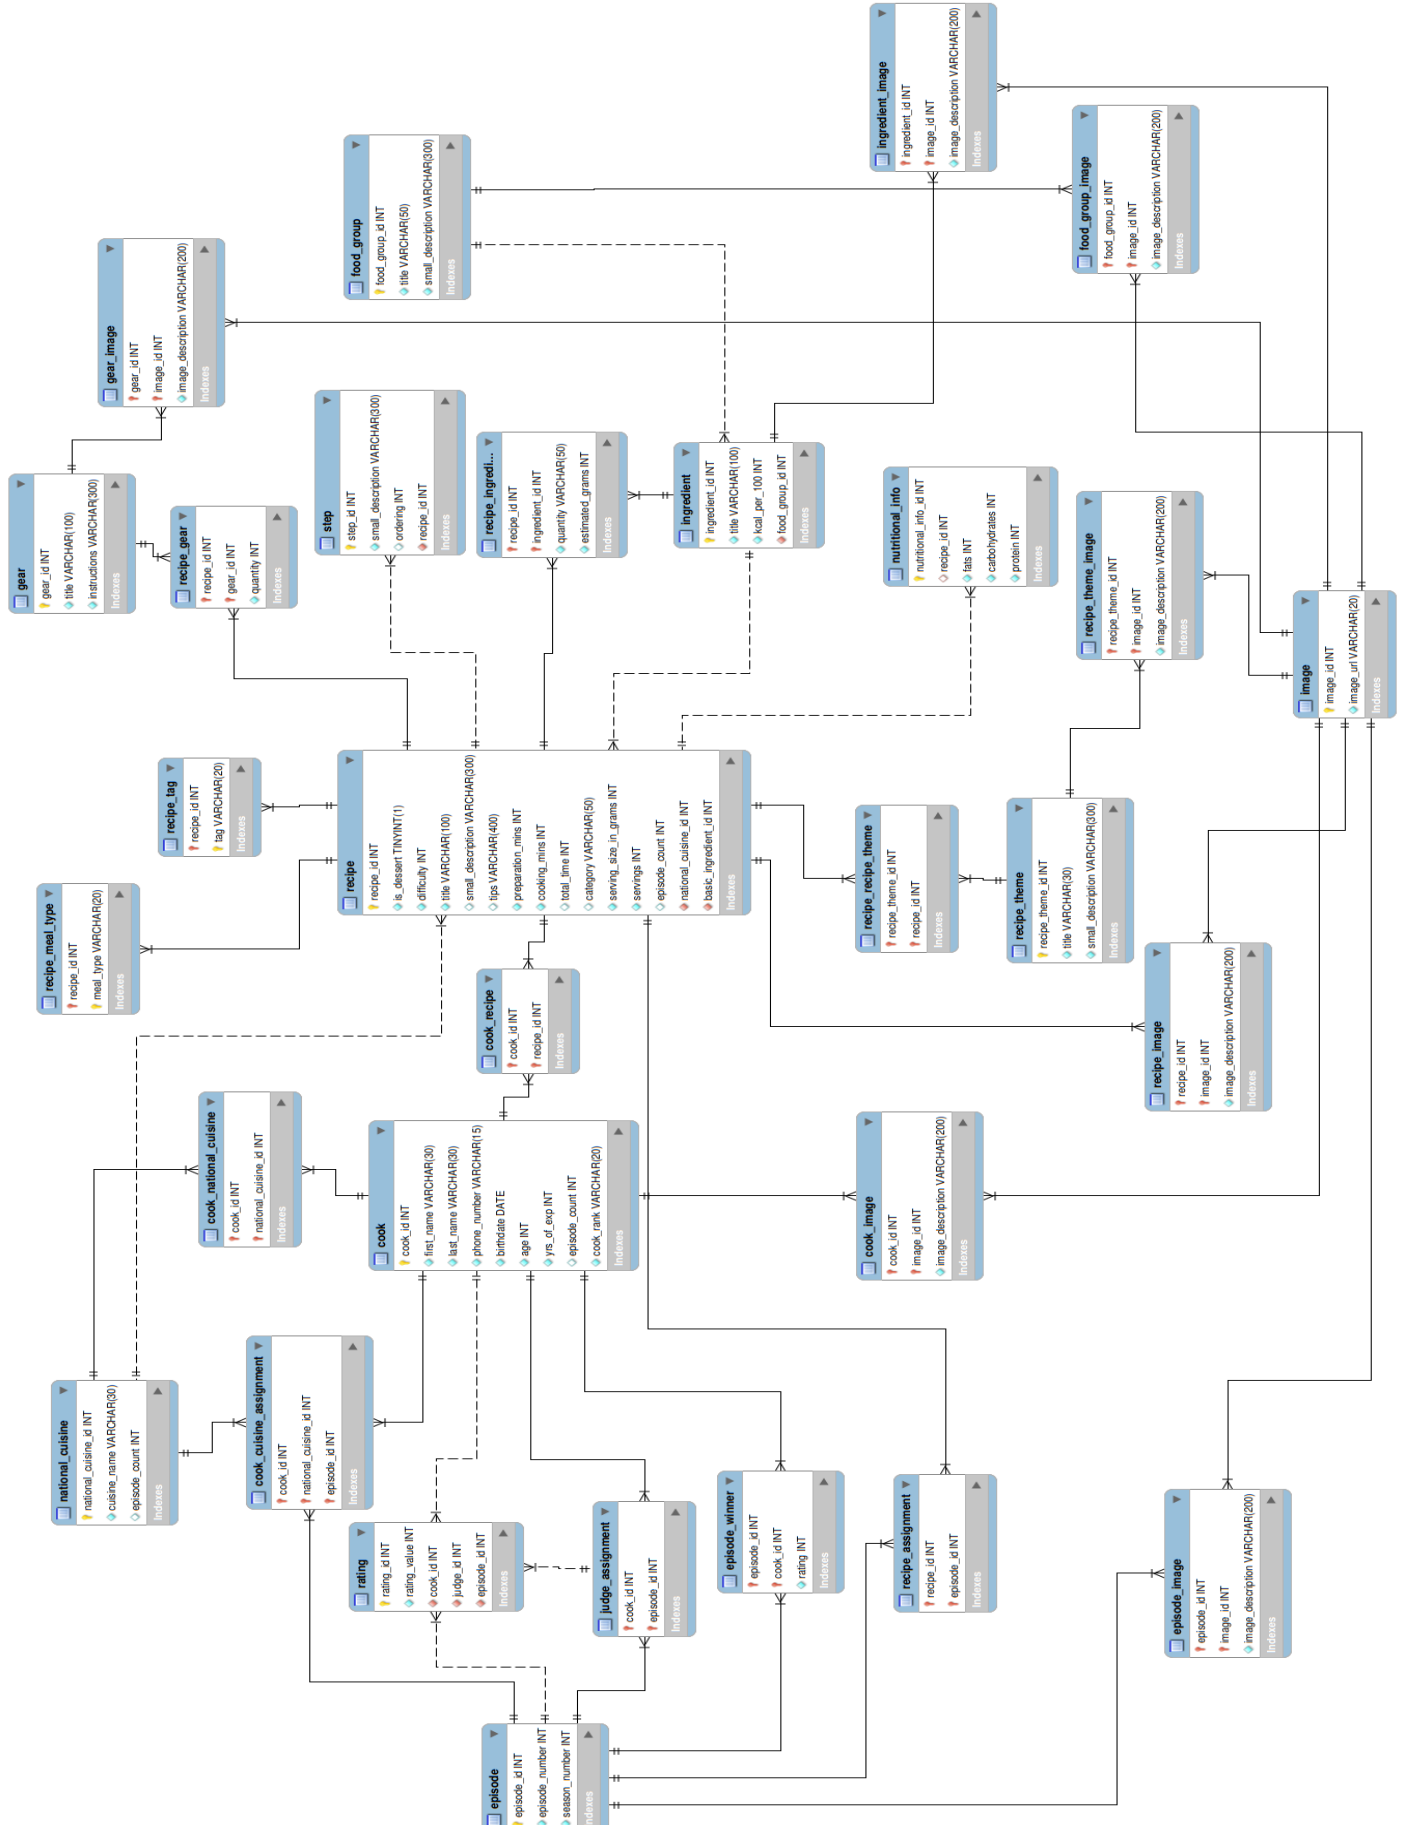 episode
episode_id INT
episode_number INT
season_number INT
Indexes
national_cuisine
national_cuisine_id INT
cuisine_name VARCHAR(30)
episode_count INT
Indexes
cook_cuisine_assignment
cook_id INT
national_cuisine_id INT
episode_id INT
Indexes
rating
rating_id INT
rating_value INT
cook_id INT
judge_id INT
episode_id INT
Indexes
judge_assignment
cook_id INT
episode_id INT
Indexes
episode_winner
episode_id INT
cook_id INT
rating INT
Indexes
recipe_assignment
recipe_id INT
episode_id INT
Indexes
episode_image
episode_id INT
image_id INT
image_description VARCHAR(200)
Indexes
cook_national_cuisine
cook_id INT
national_cuisine_id INT
Indexes
cook
cook_id INT
first_name VARCHAR(30)
last_name VARCHAR(30)
phone_number VARCHAR(15)
birthdate DATE
age INT
yrs_of_exp INT
episode_count INT
cook_rank VARCHAR(20)
Indexes
cook_image
cook_id INT
image_id INT
image_description VARCHAR(200)
Indexes
recipe_meal_type
recipe_id INT
meal_type VARCHAR(20)
Indexes
cook_recipe
cook_id INT
recipe_id INT
Indexes
recipe_image
recipe_id INT
image_id INT
image_description VARCHAR(200)
Indexes
recipe_tag
recipe_id INT
tag VARCHAR(20)
Indexes
recipe
recipe_id INT
is_dessert TINYINT(1)
difficulty INT
title VARCHAR(100)
small_description VARCHAR(300)
tips VARCHAR(400)
preparation_mins INT
cooking_mins INT
total_time INT
category VARCHAR(50)
serving_size_in_grams INT
servings INT
episode_count INT
national_cuisine_id INT
basic_ingredient_id INT
Indexes
recipe_recipe_theme
recipe_theme_id INT
recipe_id INT
Indexes
recipe_theme
recipe_theme_id INT
title VARCHAR(30)
small_description VARCHAR(300)
Indexes
gear
gear_id INT
title VARCHAR(100)
instructions VARCHAR(300)
Indexes
recipe_gear
recipe_id INT
gear_id INT
quantity INT
Indexes
step
step_id INT
small_description VARCHAR(300)
ordering INT
recipe_id INT
Indexes
recipe_ingredi...
recipe_id INT
ingredient_id INT
quantity VARCHAR(50)
estimated_grams INT
Indexes
ingredient
ingredient_id INT
title VARCHAR(100)
kcal_per_100 INT
food_group_id INT
Indexes
nutritional_info
nutritional_info_id INT
recipe_id INT
fats INT
carbohydrates INT
protein INT
Indexes
recipe_theme_image
recipe_theme_id INT
image_id INT
image_description VARCHAR(200)
Indexes
image
image_id INT
image_url VARCHAR(20)
Indexes
gear_image
gear_id INT
image_id INT
image_description VARCHAR(200)
Indexes
food_group
food_group_id INT
title VARCHAR(50)
small_description VARCHAR(300)
Indexes
ingredient_image
ingredient_id INT
image_id INT
image_description VARCHAR(200)
Indexes
food_group_image
food_group_id INT
image_id INT
image_description VARCHAR(200)
Indexes